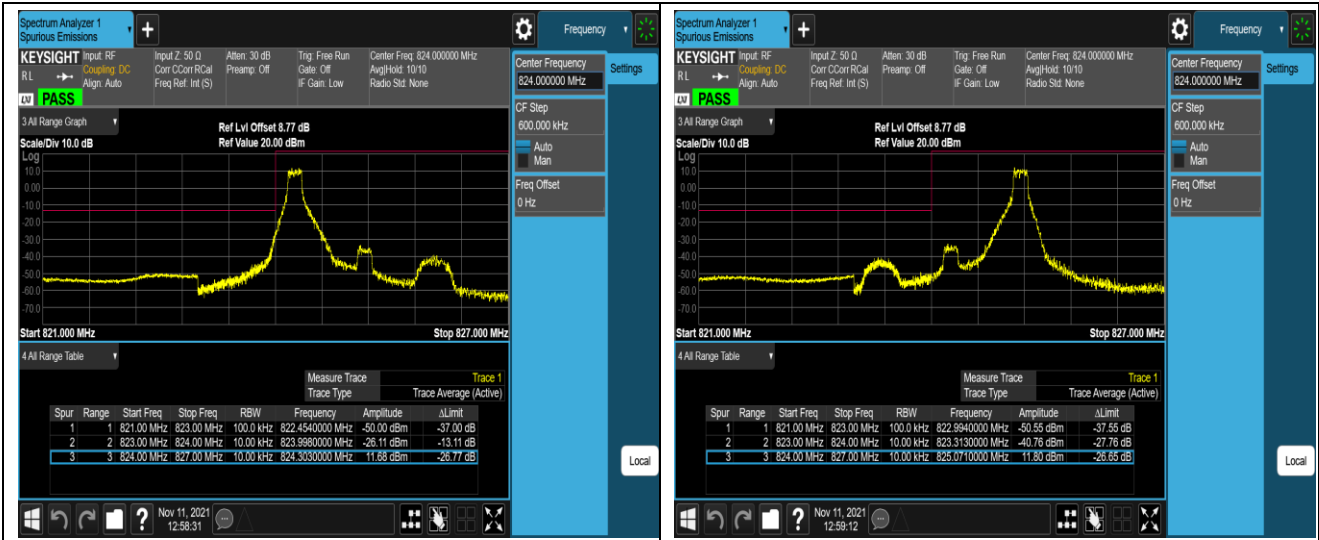 Spectrum Analyzer 1
Spurious Emissions
+
Frequency
KEYSIGHT Input: RF Input Z: 50 Ω Atten: 30 dB Trig: Free Run Center Freq: 824.000000 MHz
RL Coupling: DC Corr CCorr RCal Preamp: Off Gate: Off Avg|Hold: 10/10
Align: Auto Freq Ref: Int (S) IF Gain: Low Radio Std: None
LXI PASS
Center Frequency
824.000000 MHz
Settings
CF Step
600.000 kHz
Auto
Man
Freq Offset
0 Hz
3 All Range Graph
Ref Lvl Offset 8.77 dB
Scale/Div 10.0 dB Ref Value 20.00 dBm
Log
10.0
0.00
-10.0
-20.0
-30.0
-40.0
-50.0
-60.0
-70.0
Start 821.000 MHz Stop 827.000 MHz
4 All Range Table
Measure Trace Trace 1
Trace Type Trace Average (Active)
Spur Range Start Freq Stop Freq RBW Frequency Amplitude ΔLimit
1 1 821.00 MHz 823.00 MHz 100.0 kHz 822.4540000 MHz -50.00 dBm -37.00 dB
2 2 823.00 MHz 824.00 MHz 10.00 kHz 823.9980000 MHz -26.11 dBm -13.11 dB
3 3 824.00 MHz 827.00 MHz 10.00 kHz 824.3030000 MHz 11.68 dBm -26.77 dB
Local
? Nov 11, 2021
12:58:31
Spectrum Analyzer 1
Spurious Emissions
+
Frequency
KEYSIGHT Input: RF Input Z: 50 Ω Atten: 30 dB Trig: Free Run Center Freq: 824.000000 MHz
RL Coupling: DC Corr CCorr RCal Preamp: Off Gate: Off Avg|Hold: 10/10
Align: Auto Freq Ref: Int (S) IF Gain: Low Radio Std: None
LXI PASS
Center Frequency
824.000000 MHz
Settings
CF Step
600.000 kHz
Auto
Man
Freq Offset
0 Hz
3 All Range Graph
Ref Lvl Offset 8.77 dB
Scale/Div 10.0 dB Ref Value 20.00 dBm
Log
10.0
0.00
-10.0
-20.0
-30.0
-40.0
-50.0
-60.0
-70.0
Start 821.000 MHz Stop 827.000 MHz
4 All Range Table
Measure Trace Trace 1
Trace Type Trace Average (Active)
Spur Range Start Freq Stop Freq RBW Frequency Amplitude ΔLimit
1 1 821.00 MHz 823.00 MHz 100.0 kHz 822.9940000 MHz -50.55 dBm -37.55 dB
2 2 823.00 MHz 824.00 MHz 10.00 kHz 823.3130000 MHz -40.76 dBm -27.76 dB
3 3 824.00 MHz 827.00 MHz 10.00 kHz 825.0710000 MHz 11.80 dBm -26.65 dB
Local
? Nov 11, 2021
12:59:12